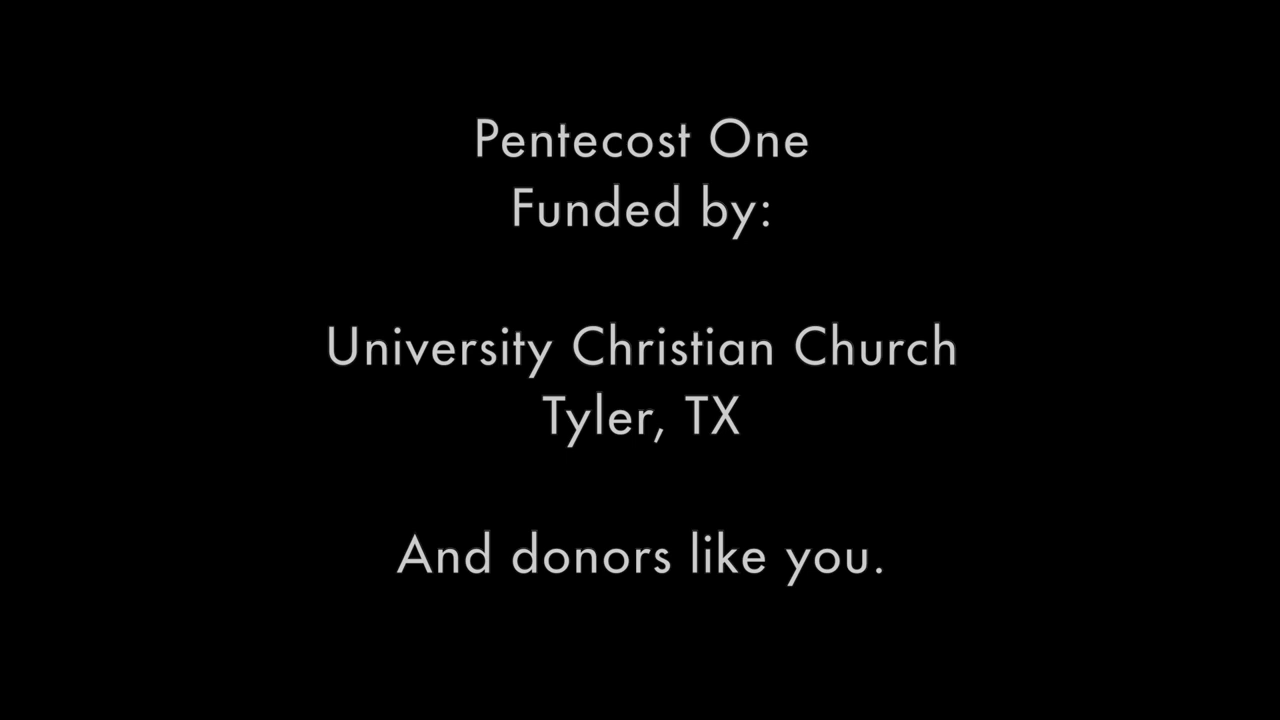 Pentecost One
Funded by:
University Christian Church
Tyler, TX
And donors like you.